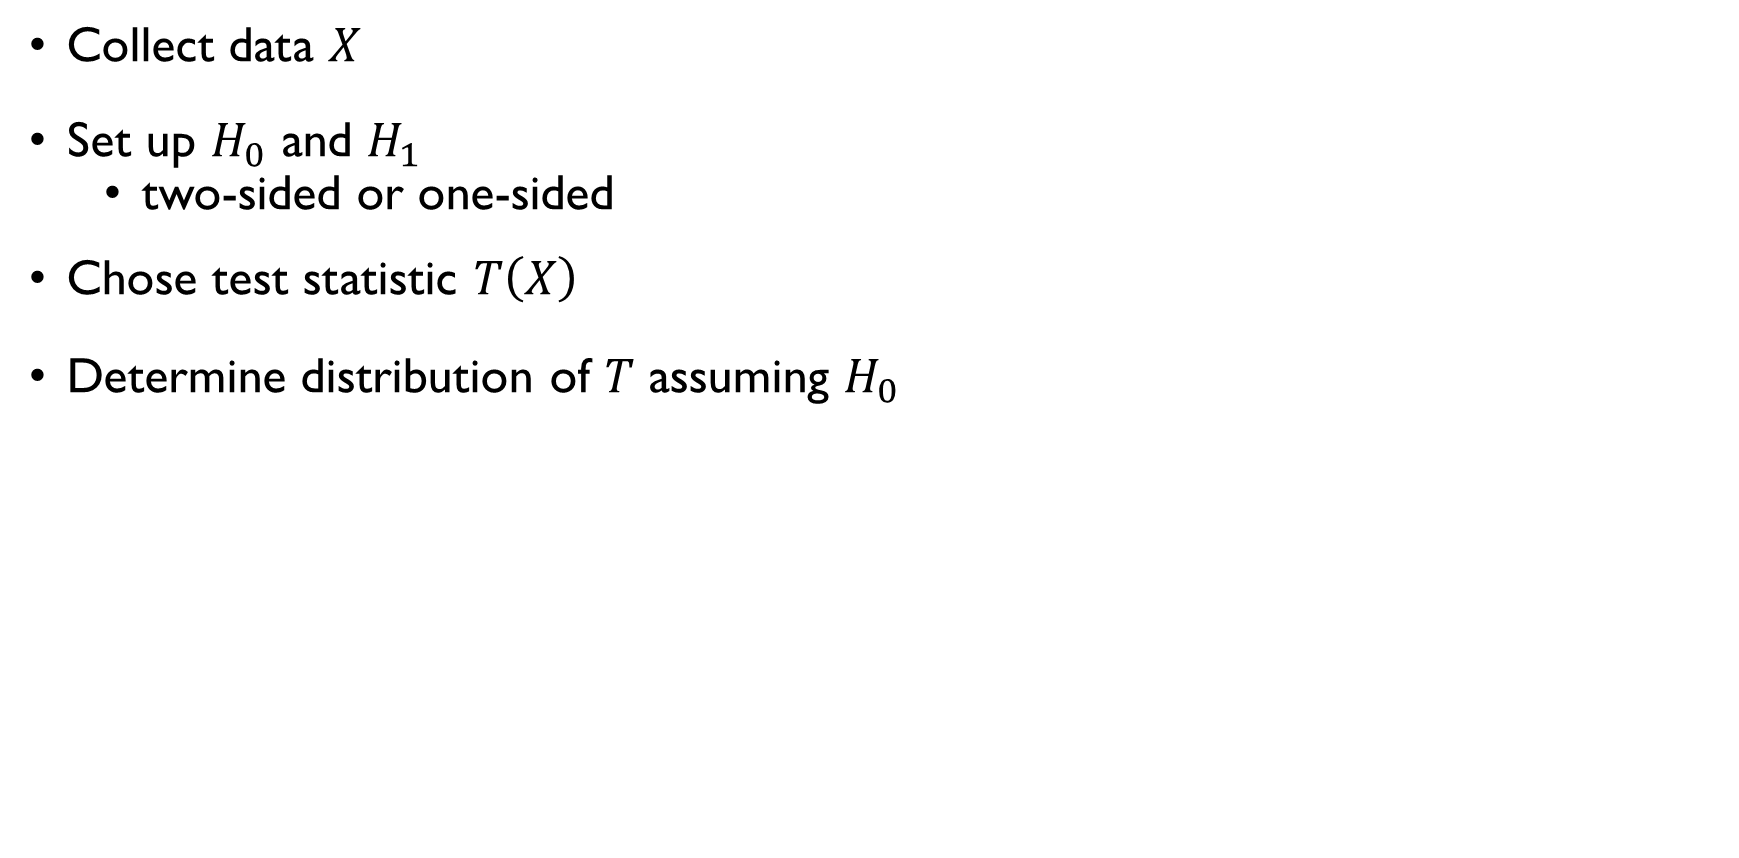 • Collect data X
• Set up H₀ and H₁
• two-sided or one-sided
• Chose test statistic T(X)
• Determine distribution of T assuming H₀